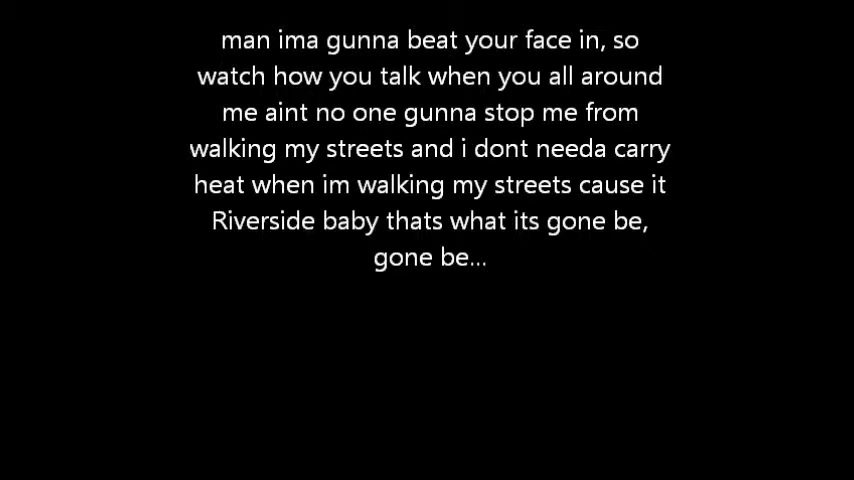 man ima gunna beat your face in, so
watch how you talk when you all around
me aint no one gunna stop me from
walking my streets and i dont needa carry
heat when im walking my streets cause it
Riverside baby thats what its gone be,
gone be...